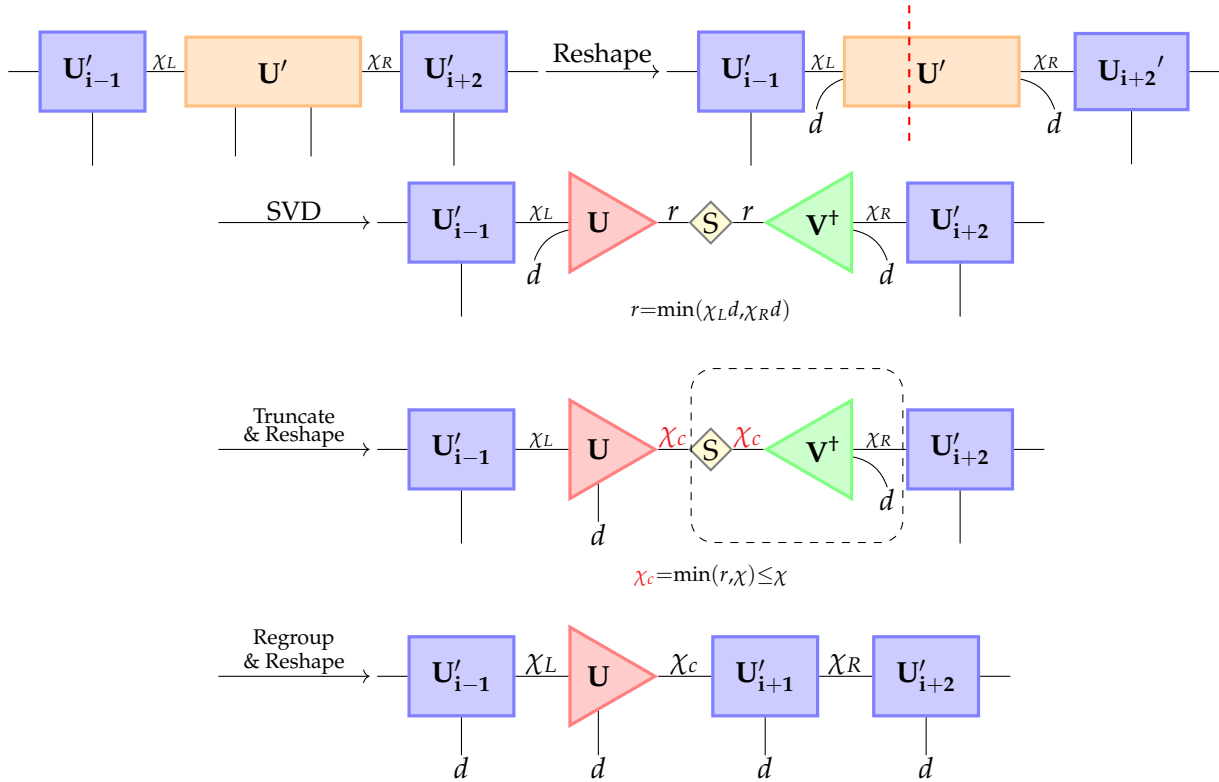 U′i−1 χL U′ χR U′i+2 Reshape U′i−1 χL d U′ χR d Ui+2′
SVD U′i−1 χL d U r S r V† χR d U′i+2
r=min(χLd,χRd)
Truncate
& Reshape U′i−1 χL U d χc S χc V† χR d U′i+2
χc=min(r,χ)≤χ
Regroup
& Reshape U′i−1 χL U χc U′i+1 χR U′i+2
d d d d